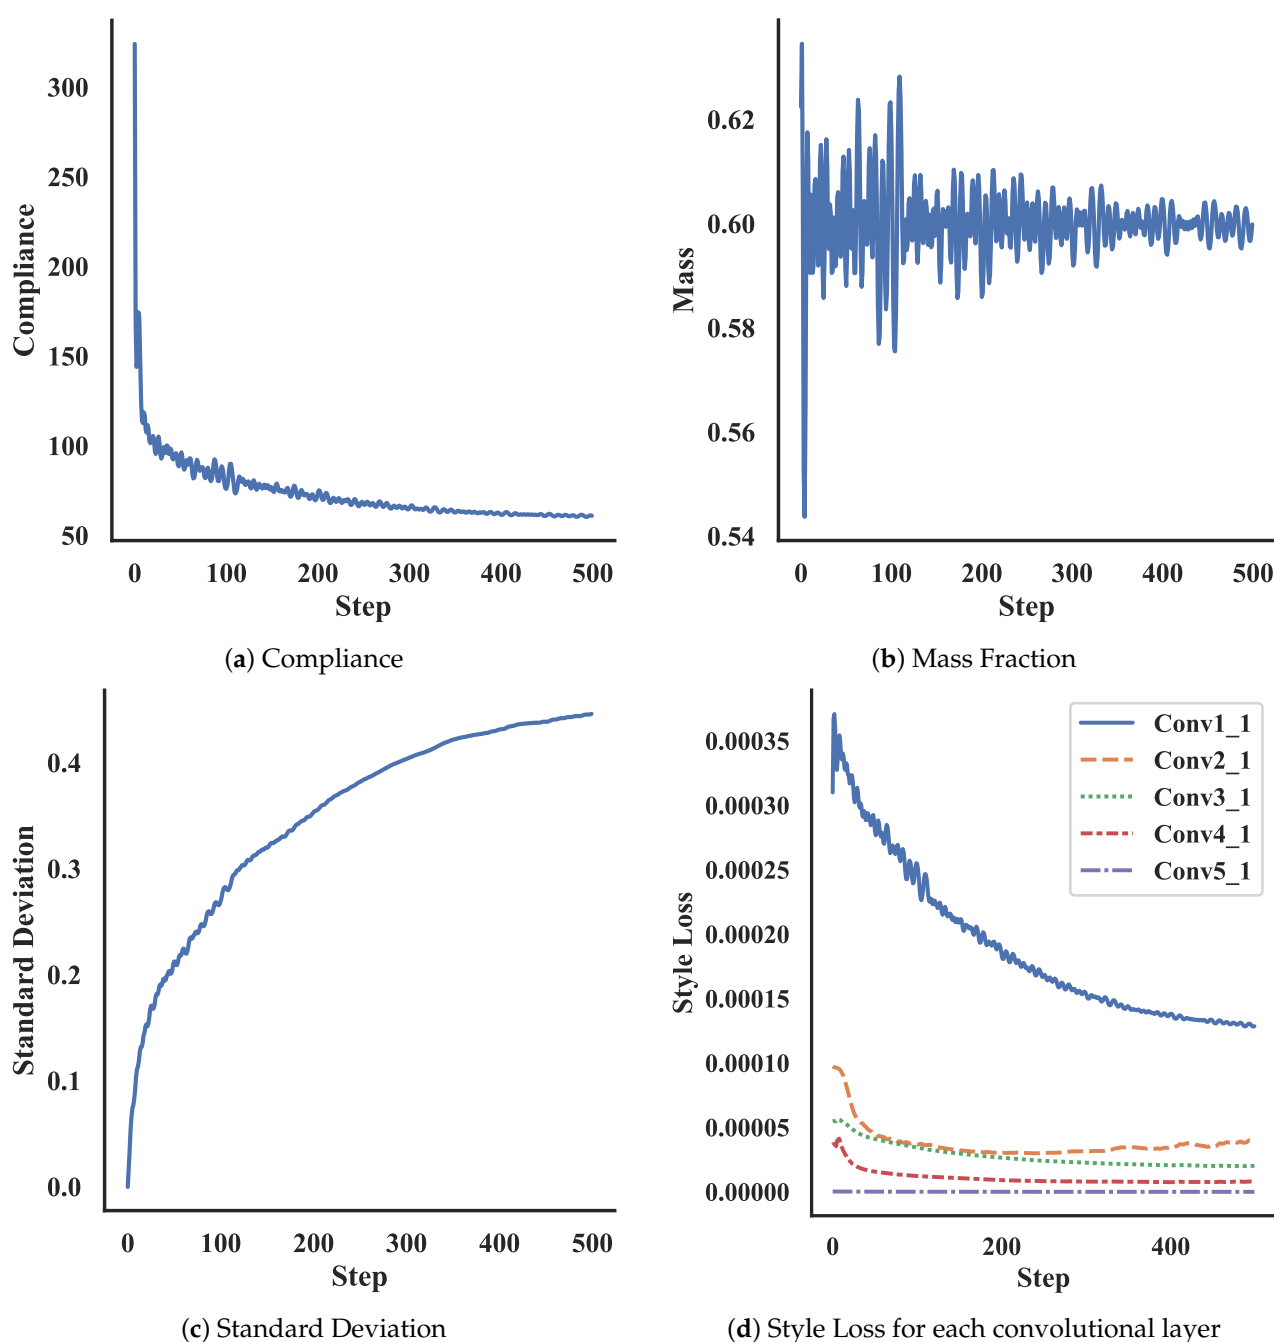 300
250
200
150
100
50
Compliance
0 100 200 300 400 500
Step
(a) Compliance
0.62
0.60
0.58
0.56
0.54
Mass
0 100 200 300 400 500
Step
(b) Mass Fraction
0.4
0.3
0.2
0.1
0.0
Standard Deviation
0 100 200 300 400 500
Step
(c) Standard Deviation
0.00035
0.00030
0.00025
0.00020
0.00015
0.00010
0.00005
0.00000
Style Loss
Conv1_1
Conv2_1
Conv3_1
Conv4_1
Conv5_1
0 200 400
Step
(d) Style Loss for each convolutional layer